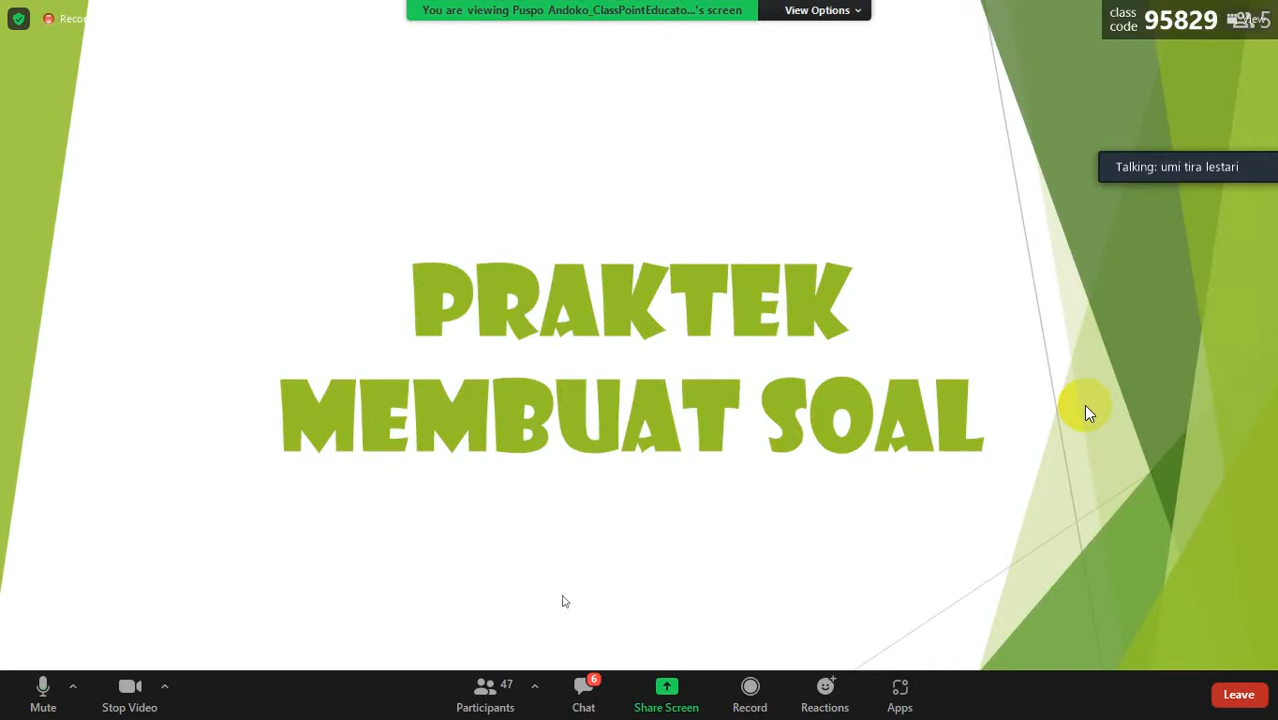 You are viewing Puspo Andoko_ClassPointEducato...'s screen
View Options
class
code
95829
5
Talking: umi tira lestari
PRAKTEK
MEMBUAT SOAL
Mute
Stop Video
Participants
47
Chat
6
Share Screen
Record
Reactions
Apps
Leave